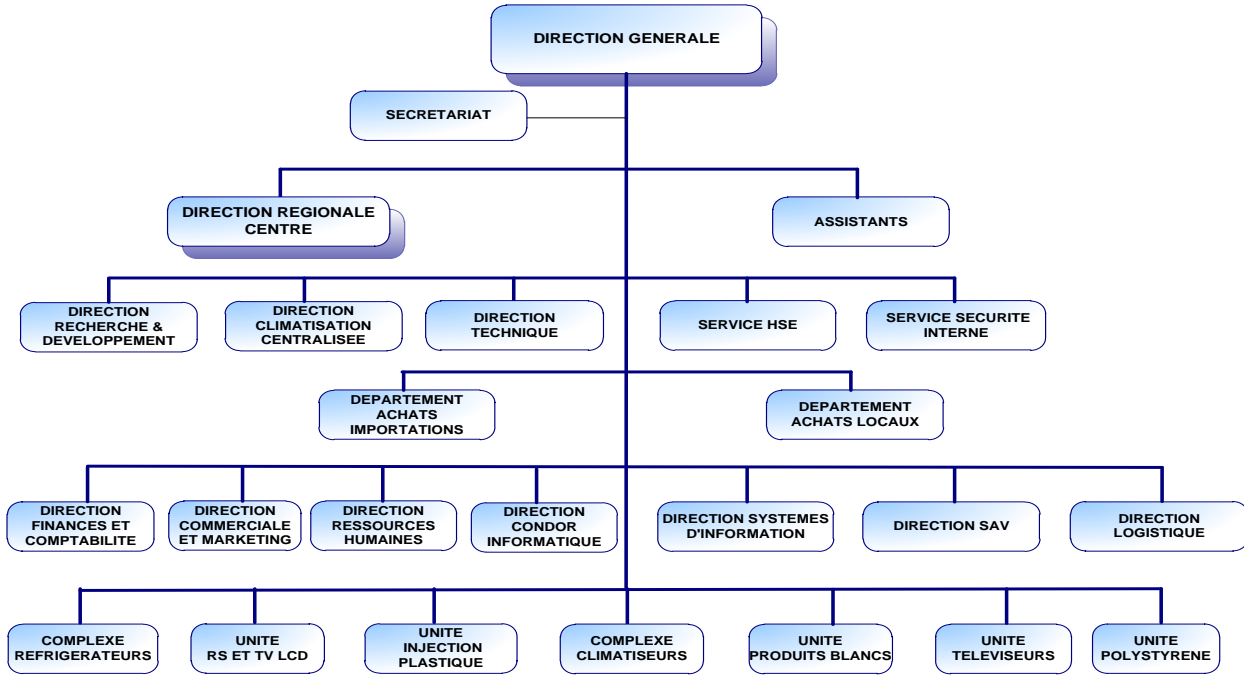 DIRECTION GENERALE
SECRETARIAT
DIRECTION REGIONALE
CENTRE
ASSISTANTS
DIRECTION
RECHERCHE &
DEVELOPPEMENT
DIRECTION
CLIMATISATION
CENTRALISEE
DIRECTION
TECHNIQUE
SERVICE HSE
SERVICE SECURITE
INTERNE
DEPARTEMENT
ACHATS
IMPORTATIONS
DEPARTEMENT
ACHATS LOCAUX
DIRECTION
FINANCES ET
COMPTABILITE
DIRECTION
COMMERCIALE
ET MARKETING
DIRECTION
RESSOURCES
HUMAINES
DIRECTION
CONDOR
INFORMATIQUE
DIRECTION SYSTEMES
D'INFORMATION
DIRECTION SAV
DIRECTION
LOGISTIQUE
COMPLEXE
REFRIGERATEURS
UNITE
RS ET TV LCD
UNITE
INJECTION
PLASTIQUE
COMPLEXE
CLIMATISEURS
UNITE
PRODUITS BLANCS
UNITE
TELEVISEURS
UNITE
POLYSTYRENE